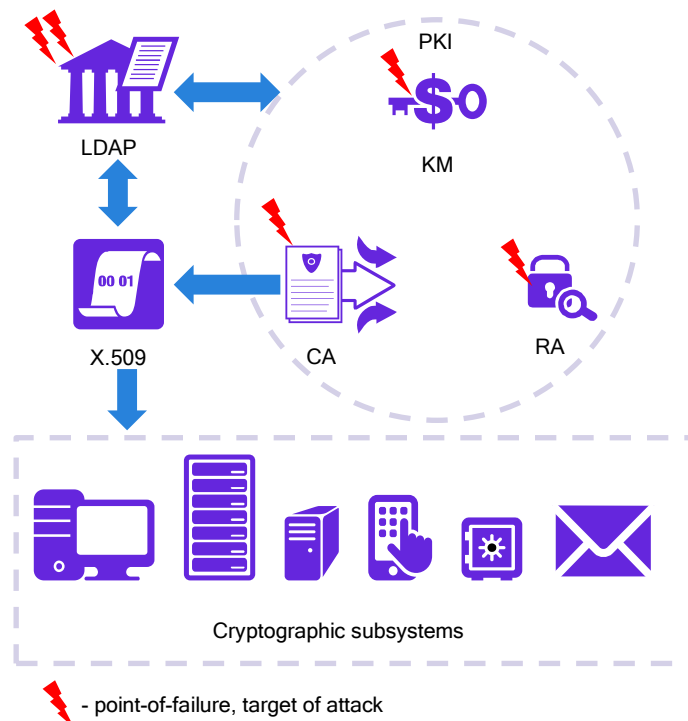 PKI
LDAP
KM
00 01
X.509
CA
RA
Cryptographic subsystems
- point-of-failure, target of attack